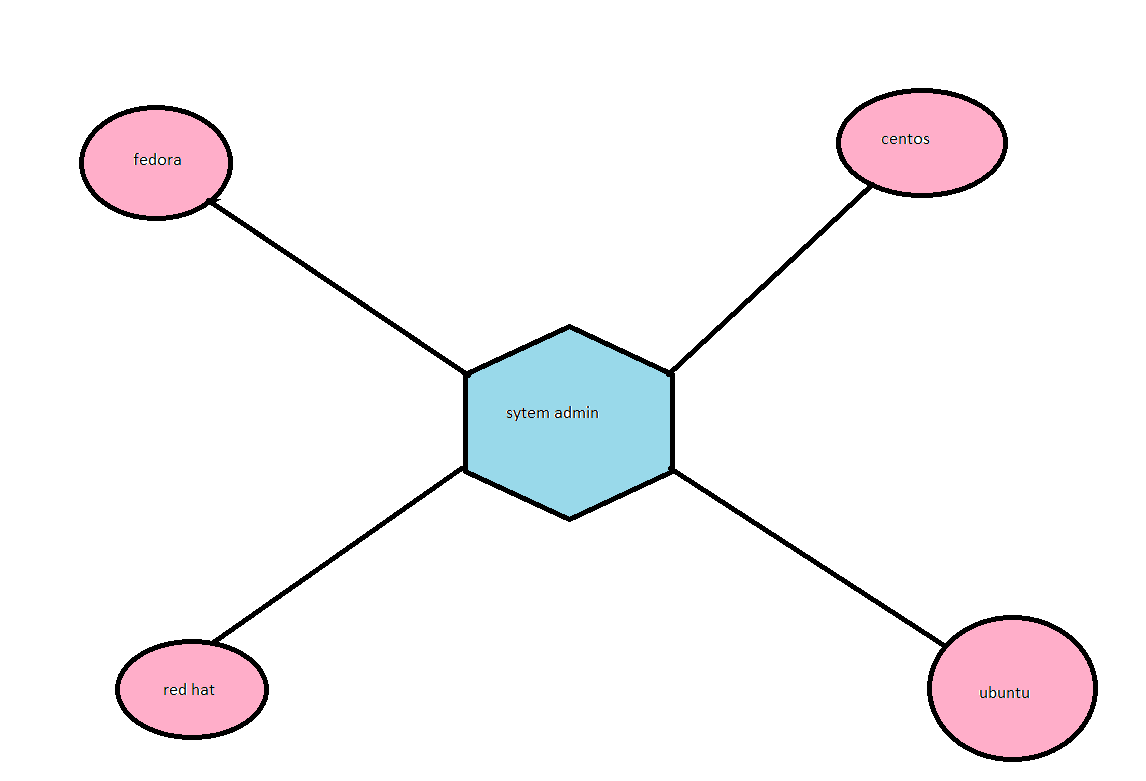 fedora
centos
sytem admin
red hat
ubuntu